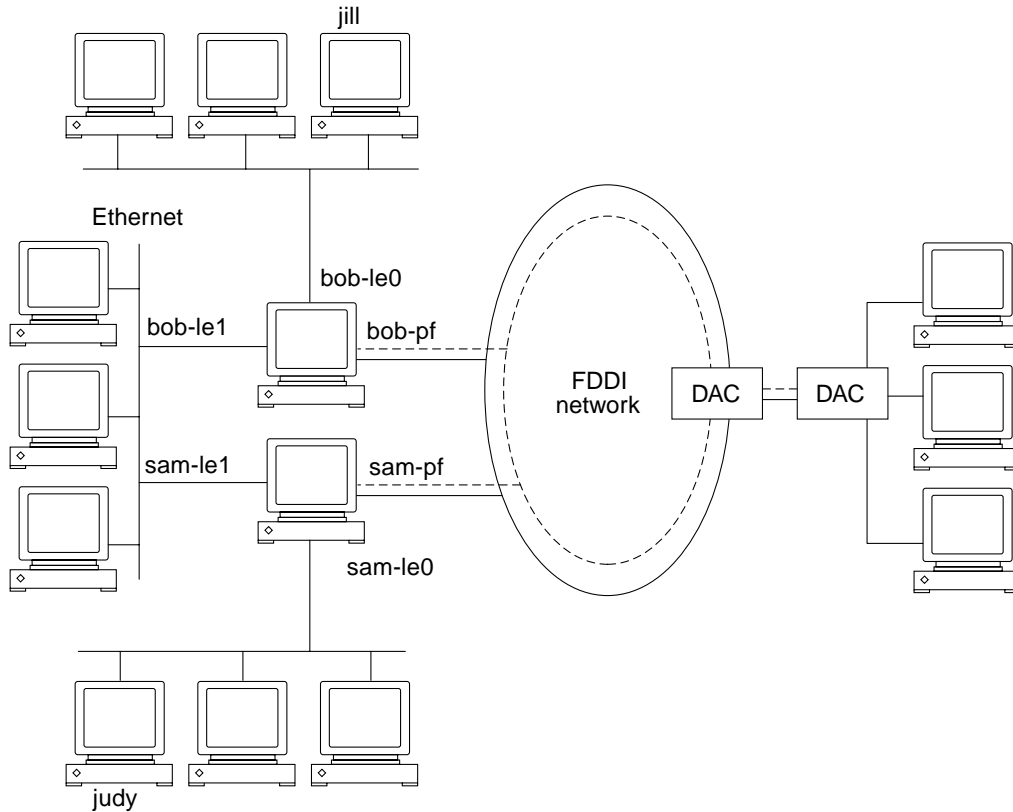 jill
Ethernet
bob-le0
bob-le1
bob-pf
FDDI
network
DAC
DAC
sam-le1
sam-pf
sam-le0
judy